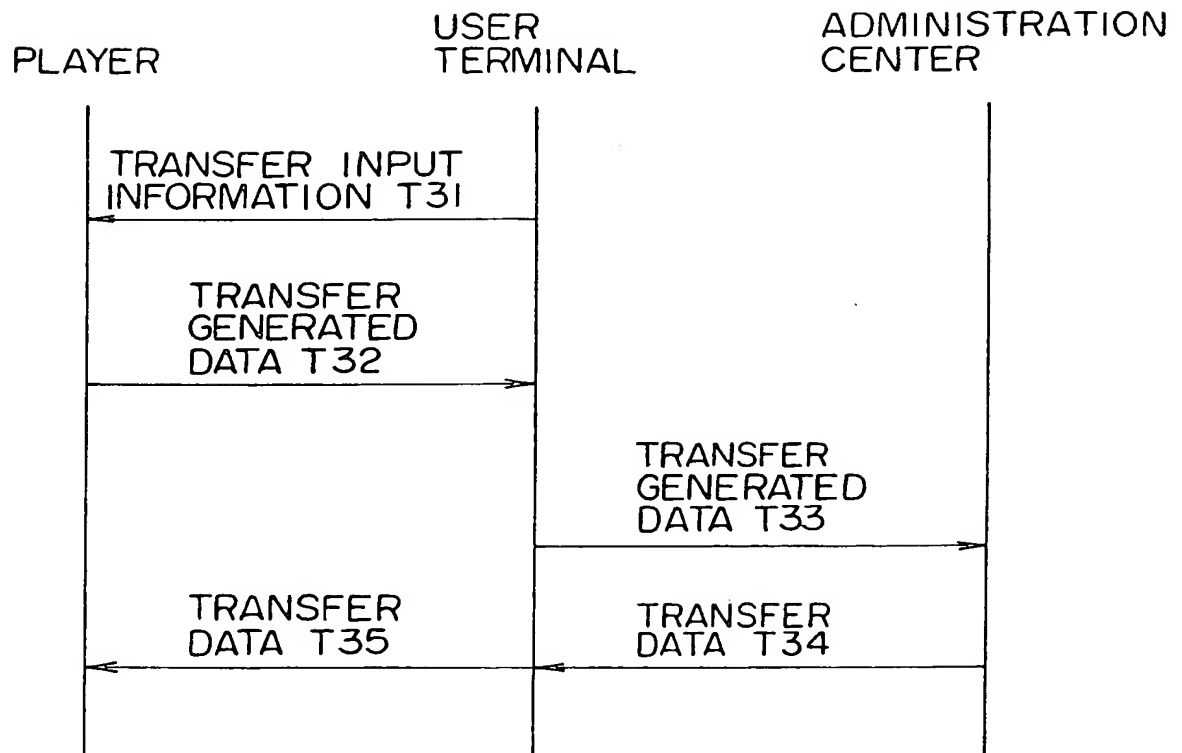 PLAYER
USER
TERMINAL
ADMINISTRATION
CENTER
TRANSFER INPUT
INFORMATION T31
TRANSFER
GENERATED
DATA T32
TRANSFER
GENERATED
DATA T33
TRANSFER
DATA T35
TRANSFER
DATA T34